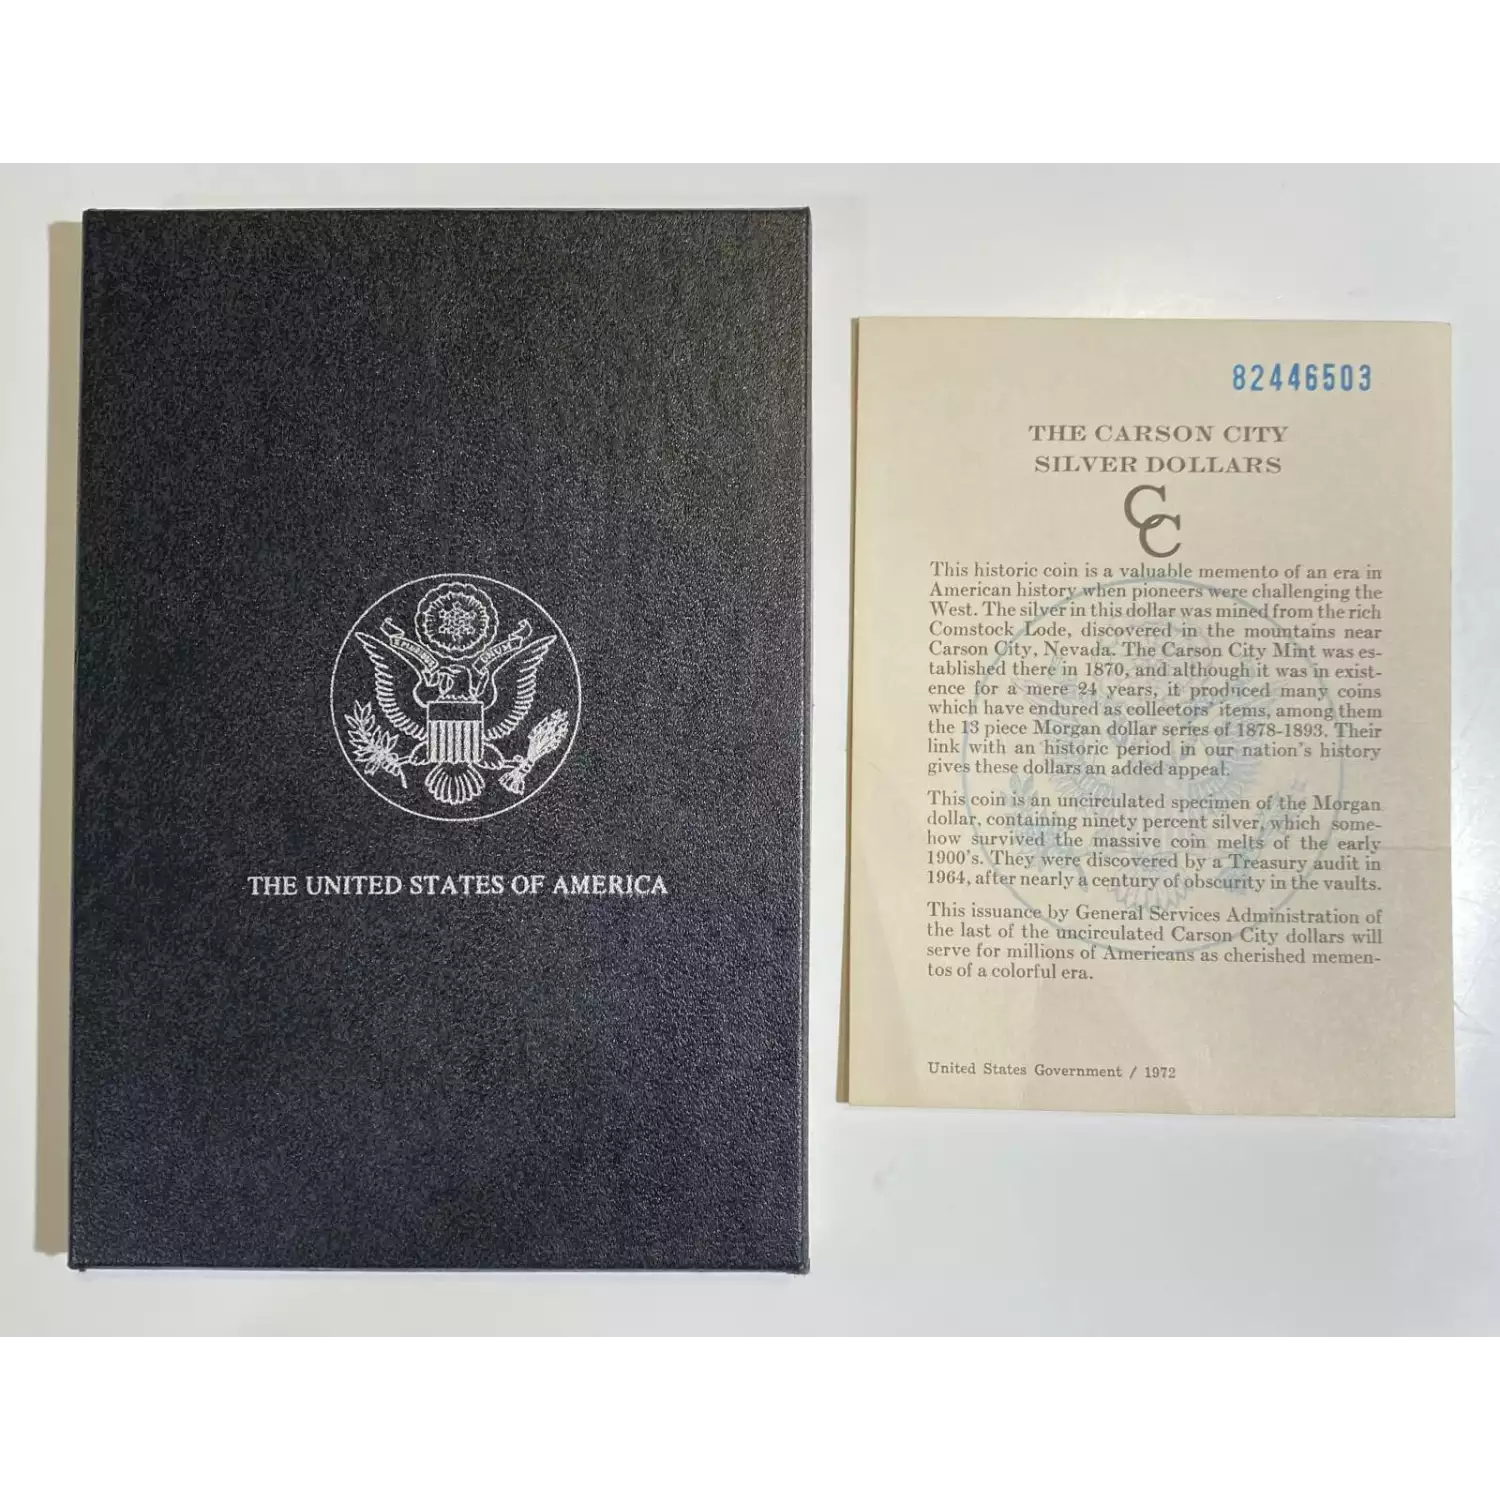 E PLURIBUS UNUM
THE UNITED STATES OF AMERICA
82446503
THE CARSON CITY
SILVER DOLLARS
CC
This historic coin is a valuable memento of an era in
American history when pioneers were challenging the
West. The silver in this dollar was mined from the rich
Comstock Lode, discovered in the mountains near
Carson City, Nevada. The Carson City Mint was es-
tablished there in 1870, and although it was in exist-
ence for a mere 24 years, it produced many coins
which have endured as collectors' items, among them
the 13 piece Morgan dollar series of 1878-1893. Their
link with an historic period in our nation's history
gives these dollars an added appeal.
This coin is an uncirculated specimen of the Morgan
dollar, containing ninety percent silver, which some-
how survived the massive coin melts of the early
1900's. They were discovered by a Treasury audit in
1964, after nearly a century of obscurity in the vaults.
This issuance by General Services Administration of
the last of the uncirculated Carson City dollars will
serve for millions of Americans as cherished memen-
tos of a colorful era.
United States Government / 1972